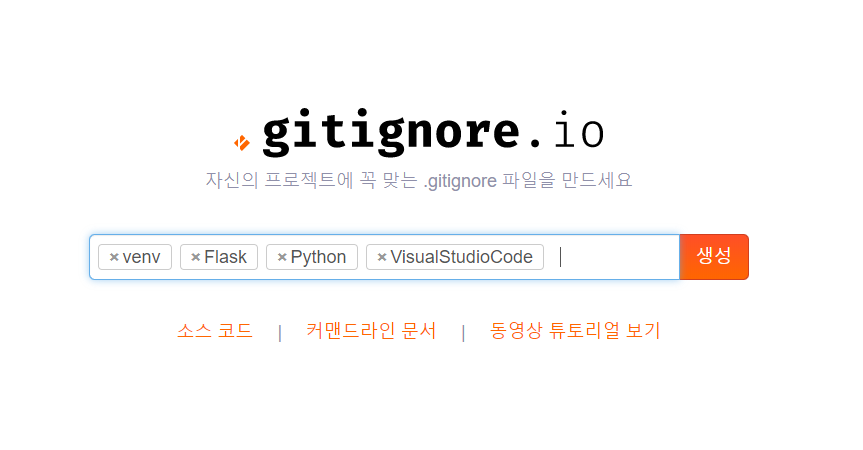 gitignore.io
자신의 프로젝트에 꼭 맞는 .gitignore 파일을 만드세요
×venv ×Flask ×Python ×VisualStudioCode 생성
소스 코드 | 커맨드라인 문서 | 동영상 튜토리얼 보기